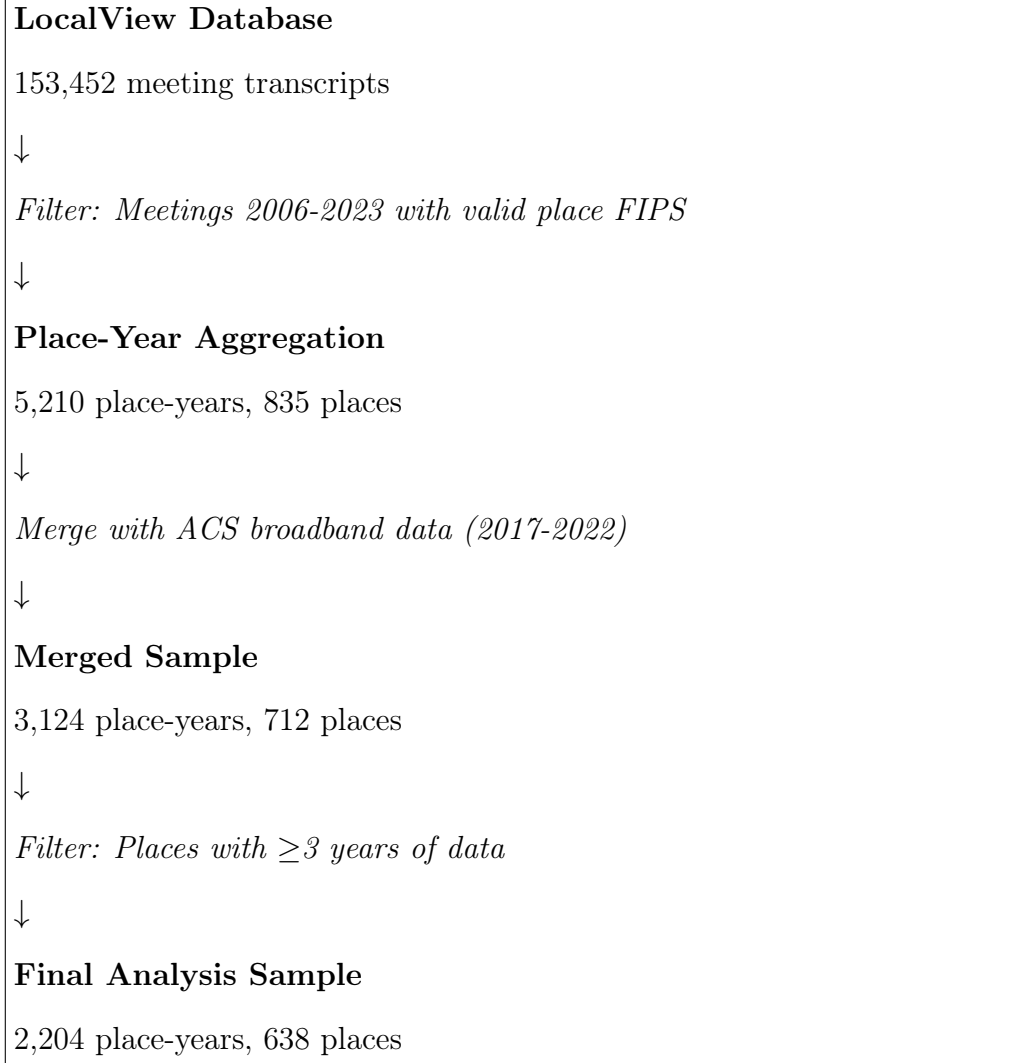 LocalView Database
153,452 meeting transcripts
↓
Filter: Meetings 2006-2023 with valid place FIPS
↓
Place-Year Aggregation
5,210 place-years, 835 places
↓
Merge with ACS broadband data (2017-2022)
↓
Merged Sample
3,124 place-years, 712 places
↓
Filter: Places with ≥3 years of data
↓
Final Analysis Sample
2,204 place-years, 638 places